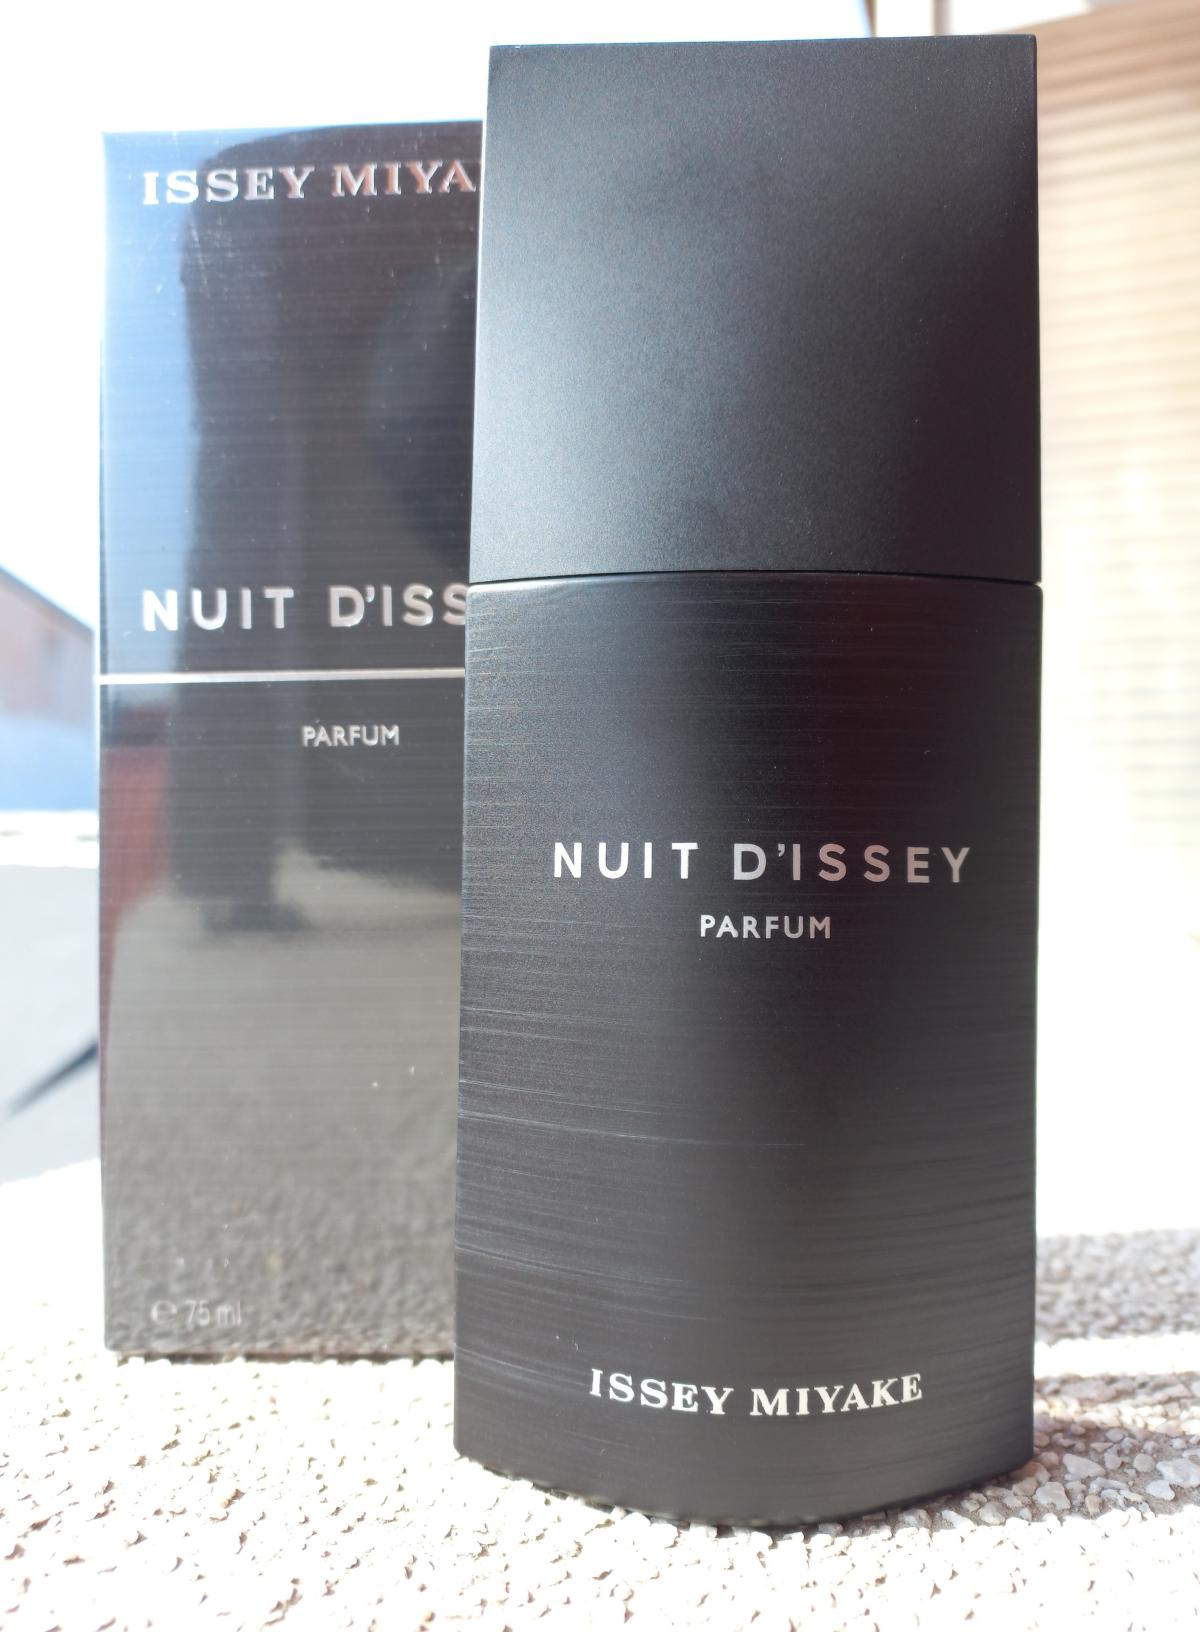 ISSEY MIYA
NUIT D'ISS
PARFUM
℮ 75 ml
NUIT D'ISSEY
PARFUM
ISSEY MIYAKE